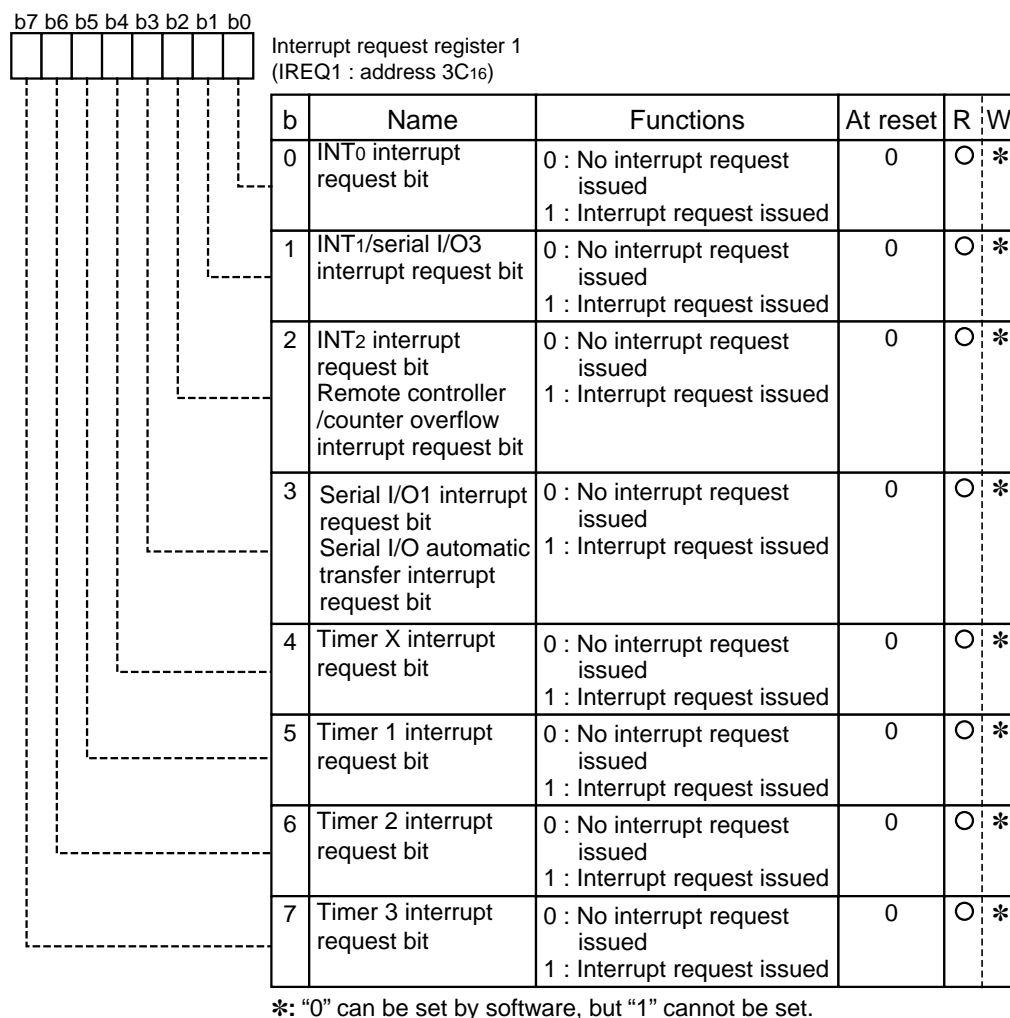 b7 b6 b5 b4 b3 b2 b1 b0
Interrupt request register 1
(IREQ1 : address 3C16)
b Name Functions At reset R W
0 INT0 interrupt
request bit
0 : No interrupt request
issued
1 : Interrupt request issued
0 O ✻
1 INT1/serial I/O3
interrupt request bit
0 : No interrupt request
issued
1 : Interrupt request issued
0 O ✻
2 INT2 interrupt
request bit
Remote controller
/counter overflow
interrupt request bit
0 : No interrupt request
issued
1 : Interrupt request issued
0 O ✻
3 Serial I/O1 interrupt
request bit
Serial I/O automatic
transfer interrupt
request bit
0 : No interrupt request
issued
1 : Interrupt request issued
0 O ✻
4 Timer X interrupt
request bit
0 : No interrupt request
issued
1 : Interrupt request issued
0 O ✻
5 Timer 1 interrupt
request bit
0 : No interrupt request
issued
1 : Interrupt request issued
0 O ✻
6 Timer 2 interrupt
request bit
0 : No interrupt request
issued
1 : Interrupt request issued
0 O ✻
7 Timer 3 interrupt
request bit
0 : No interrupt request
issued
1 : Interrupt request issued
0 O ✻
✻: “0” can be set by software, but “1” cannot be set.